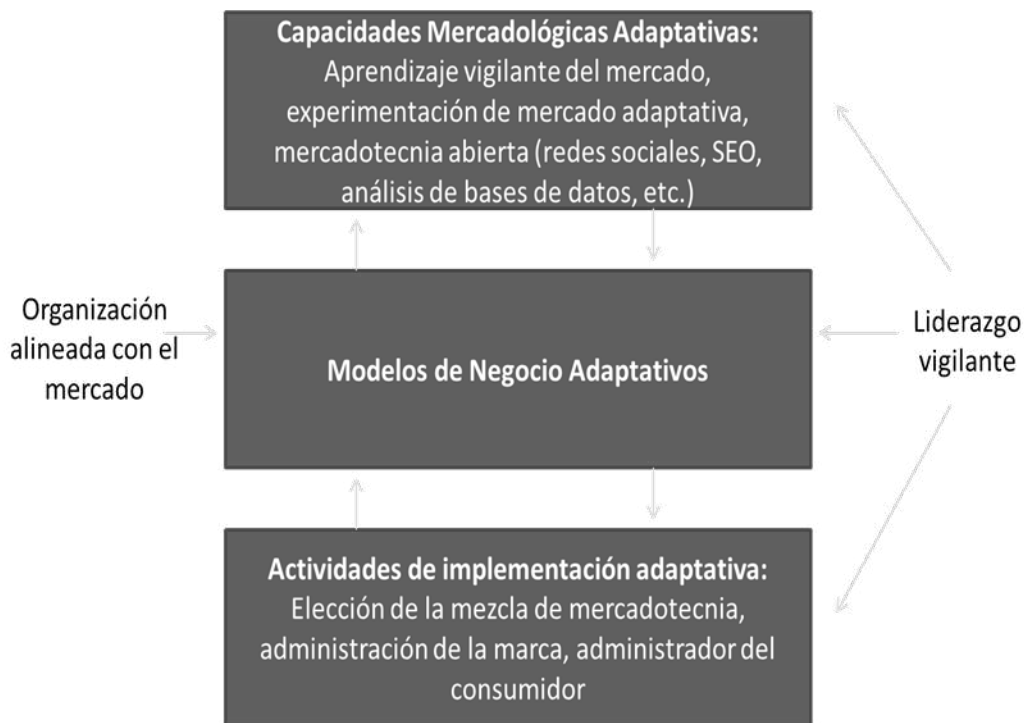 Capacidades Mercadológicas Adaptativas:
Aprendizaje vigilante del mercado,
experimentación de mercado adaptativa,
mercadotecnia abierta (redes sociales, SEO,
análisis de bases de datos, etc.)
Organización
alineada con el
mercado
Modelos de Negocio Adaptativos
Liderazgo
vigilante
Actividades de implementación adaptativa:
Elección de la mezcla de mercadotecnia,
administración de la marca, administrador del
consumidor